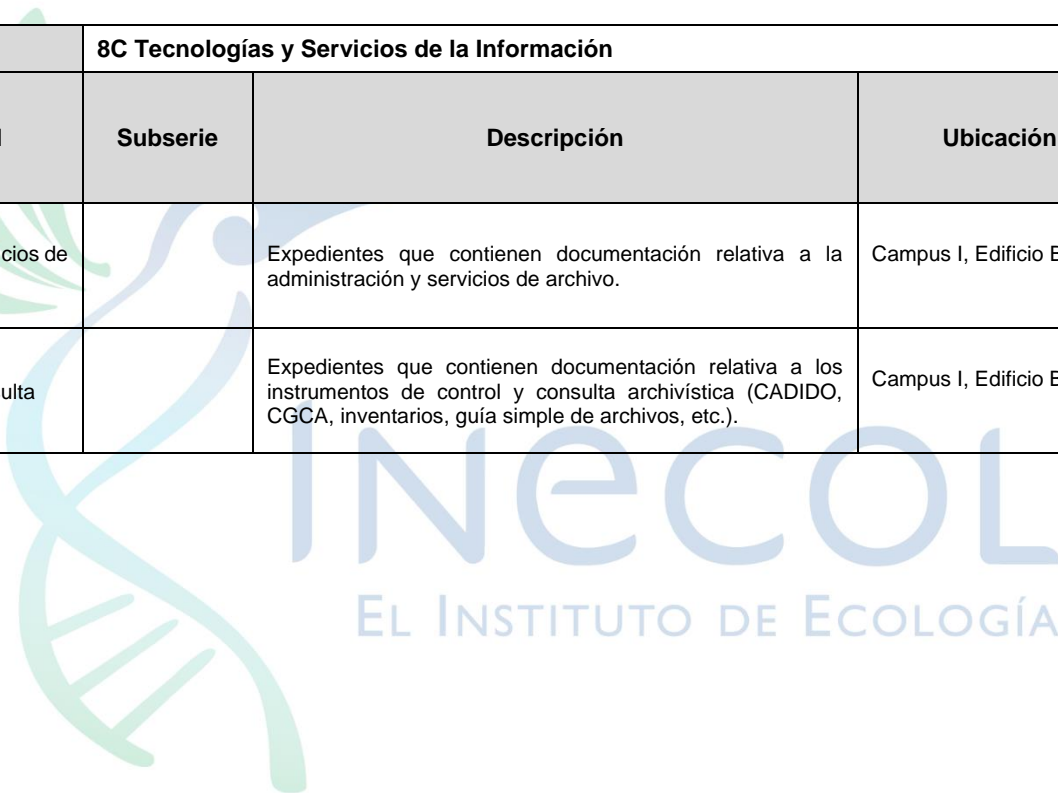 8C Tecnologías y Servicios de la Información
Subserie
Descripción
Ubicación
cios de
Expedientes que contienen documentación relativa a la
administración y servicios de archivo.
Campus I, Edificio
ulta
Expedientes que contienen documentación relativa a los
instrumentos de control y consulta archivística (CADIDO,
CGCA, inventarios, guía simple de archivos, etc.).
Campus I, Edificio
INECOL
EL INSTITUTO DE ECOLOGÍA